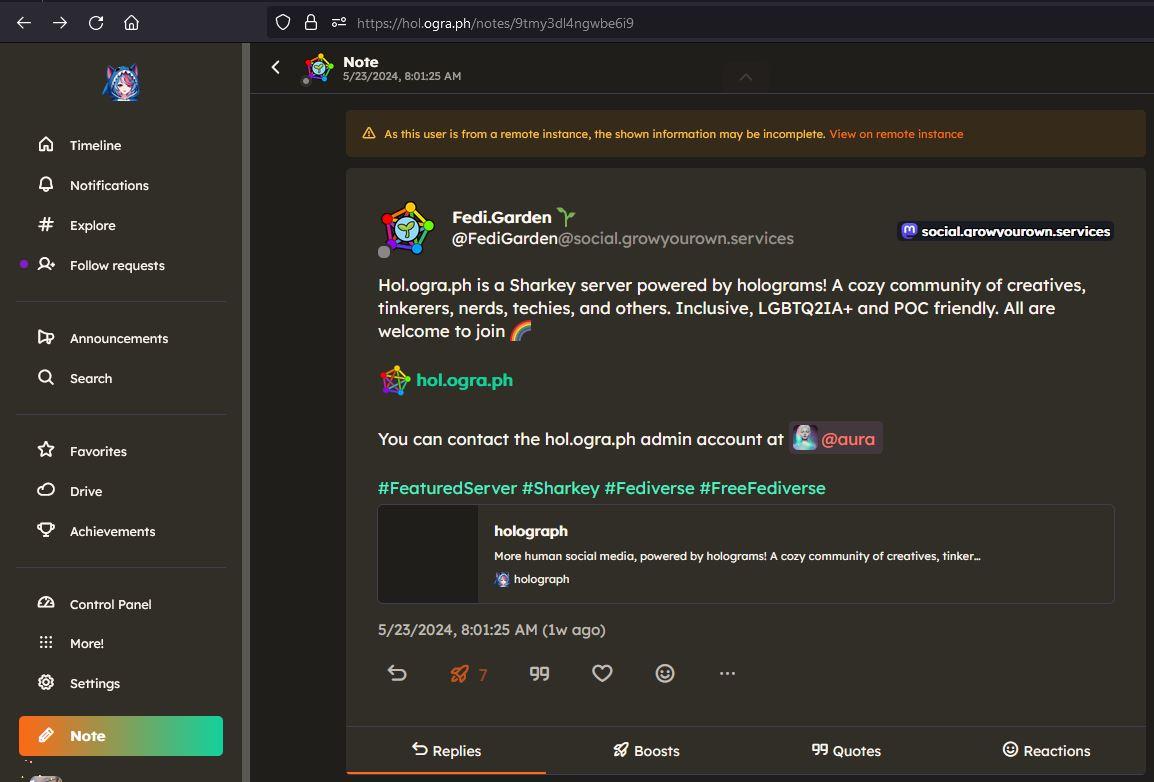 https://hol.ogra.ph/notes/9tmy3dl4ngwbe6i9
Timeline
Notifications
Explore
Follow requests
Announcements
Search
Favorites
Drive
Achievements
Control Panel
More!
Settings
Note
Note
5/23/2024, 8:01:25 AM
As this user is from a remote instance, the shown information may be incomplete. View on remote instance
Fedi.Garden
@FediGarden@social.growyourown.services
social.growyourown.services
Hol.ogra.ph is a Sharkey server powered by holograms! A cozy community of creatives,
tinkerers, nerds, techies, and others. Inclusive, LGBTQ2IA+ and POC friendly. All are
welcome to join 🌈
hol.ogra.ph
You can contact the hol.ogra.ph admin account at @aura
#FeaturedServer #Sharkey #Fediverse #FreeFediverse
holograph
More human social media, powered by holograms! A cozy community of creatives, tinker...
holograph
5/23/2024, 8:01:25 AM (1w ago)
7
Replies
Boosts
Quotes
Reactions